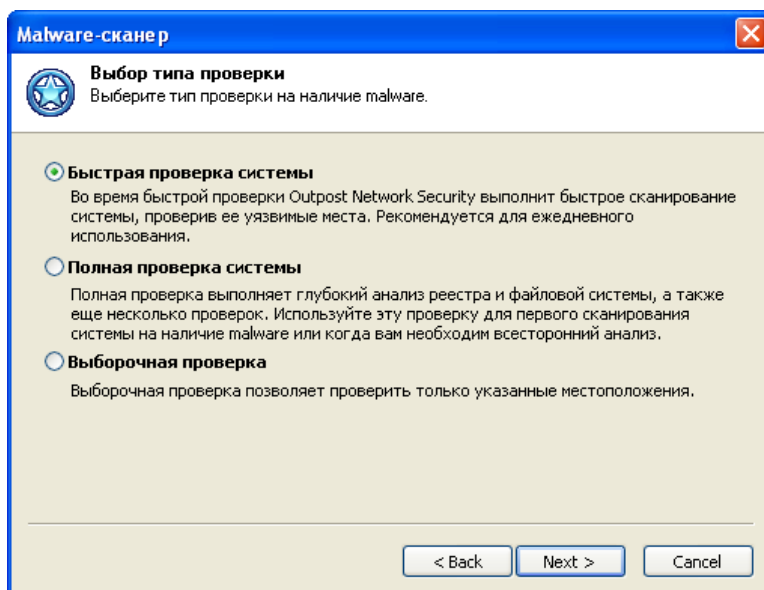 Malware-сканер
Выбор типа проверки
Выберите тип проверки на наличие malware.
Быстрая проверка системы
Во время быстрой проверки Outpost Network Security выполнит быстрое сканирование
системы, проверив ее уязвимые места. Рекомендуется для ежедневного
использования.
Полная проверка системы
Полная проверка выполняет глубокий анализ реестра и файловой системы, а также
еще несколько проверок. Используйте эту проверку для первого сканирования
системы на наличие malware или когда вам необходим всесторонний анализ.
Выборочная проверка
Выборочная проверка позволяет проверить только указанные местоположения.
< Back Next > Cancel